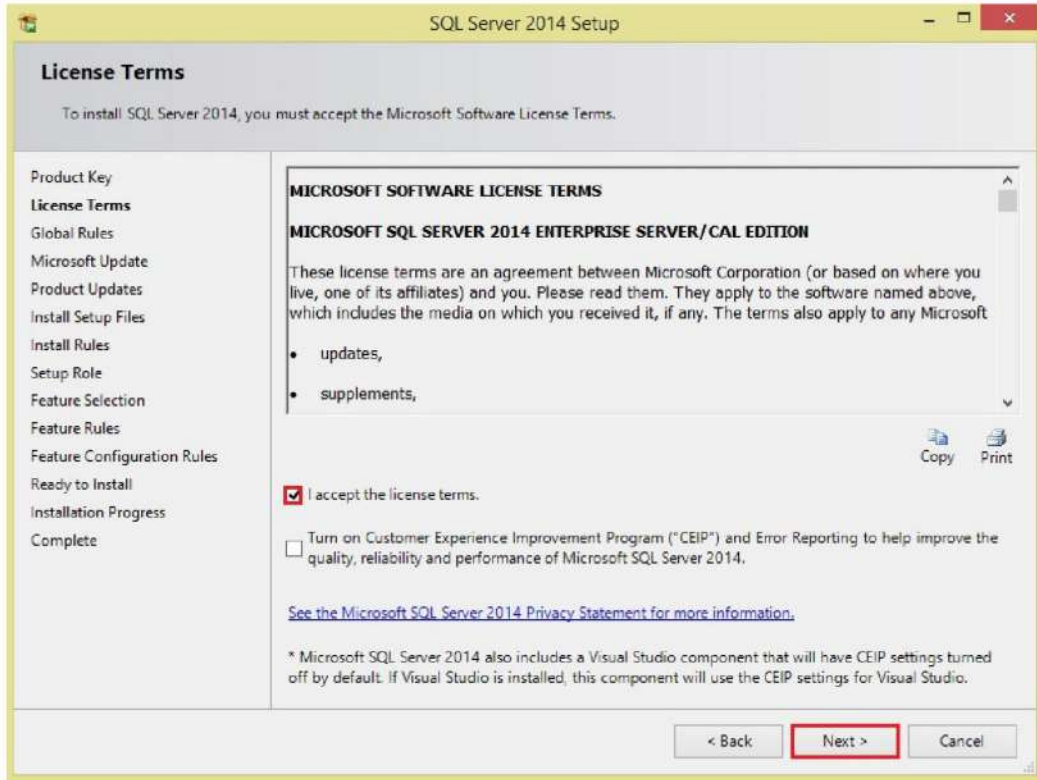 SQL Server 2014 Setup
License Terms
To install SQL Server 2014, you must accept the Microsoft Software License Terms.
Product Key
License Terms
Global Rules
Microsoft Update
Product Updates
Install Setup Files
Install Rules
Setup Role
Feature Selection
Feature Rules
Feature Configuration Rules
Ready to Install
Installation Progress
Complete
MICROSOFT SOFTWARE LICENSE TERMS
MICROSOFT SQL SERVER 2014 ENTERPRISE SERVER/CAL EDITION
These license terms are an agreement between Microsoft Corporation (or based on where you
live, one of its affiliates) and you. Please read them. They apply to the software named above,
which includes the media on which you received it, if any. The terms also apply to any Microsoft
• updates,
• supplements,
Copy Print
I accept the license terms.
Turn on Customer Experience Improvement Program ("CEIP") and Error Reporting to help improve the
quality, reliability and performance of Microsoft SQL Server 2014.
See the Microsoft SQL Server 2014 Privacy Statement for more information.
* Microsoft SQL Server 2014 also includes a Visual Studio component that will have CEIP settings turned
off by default. If Visual Studio is installed, this component will use the CEIP settings for Visual Studio.
< Back Next > Cancel